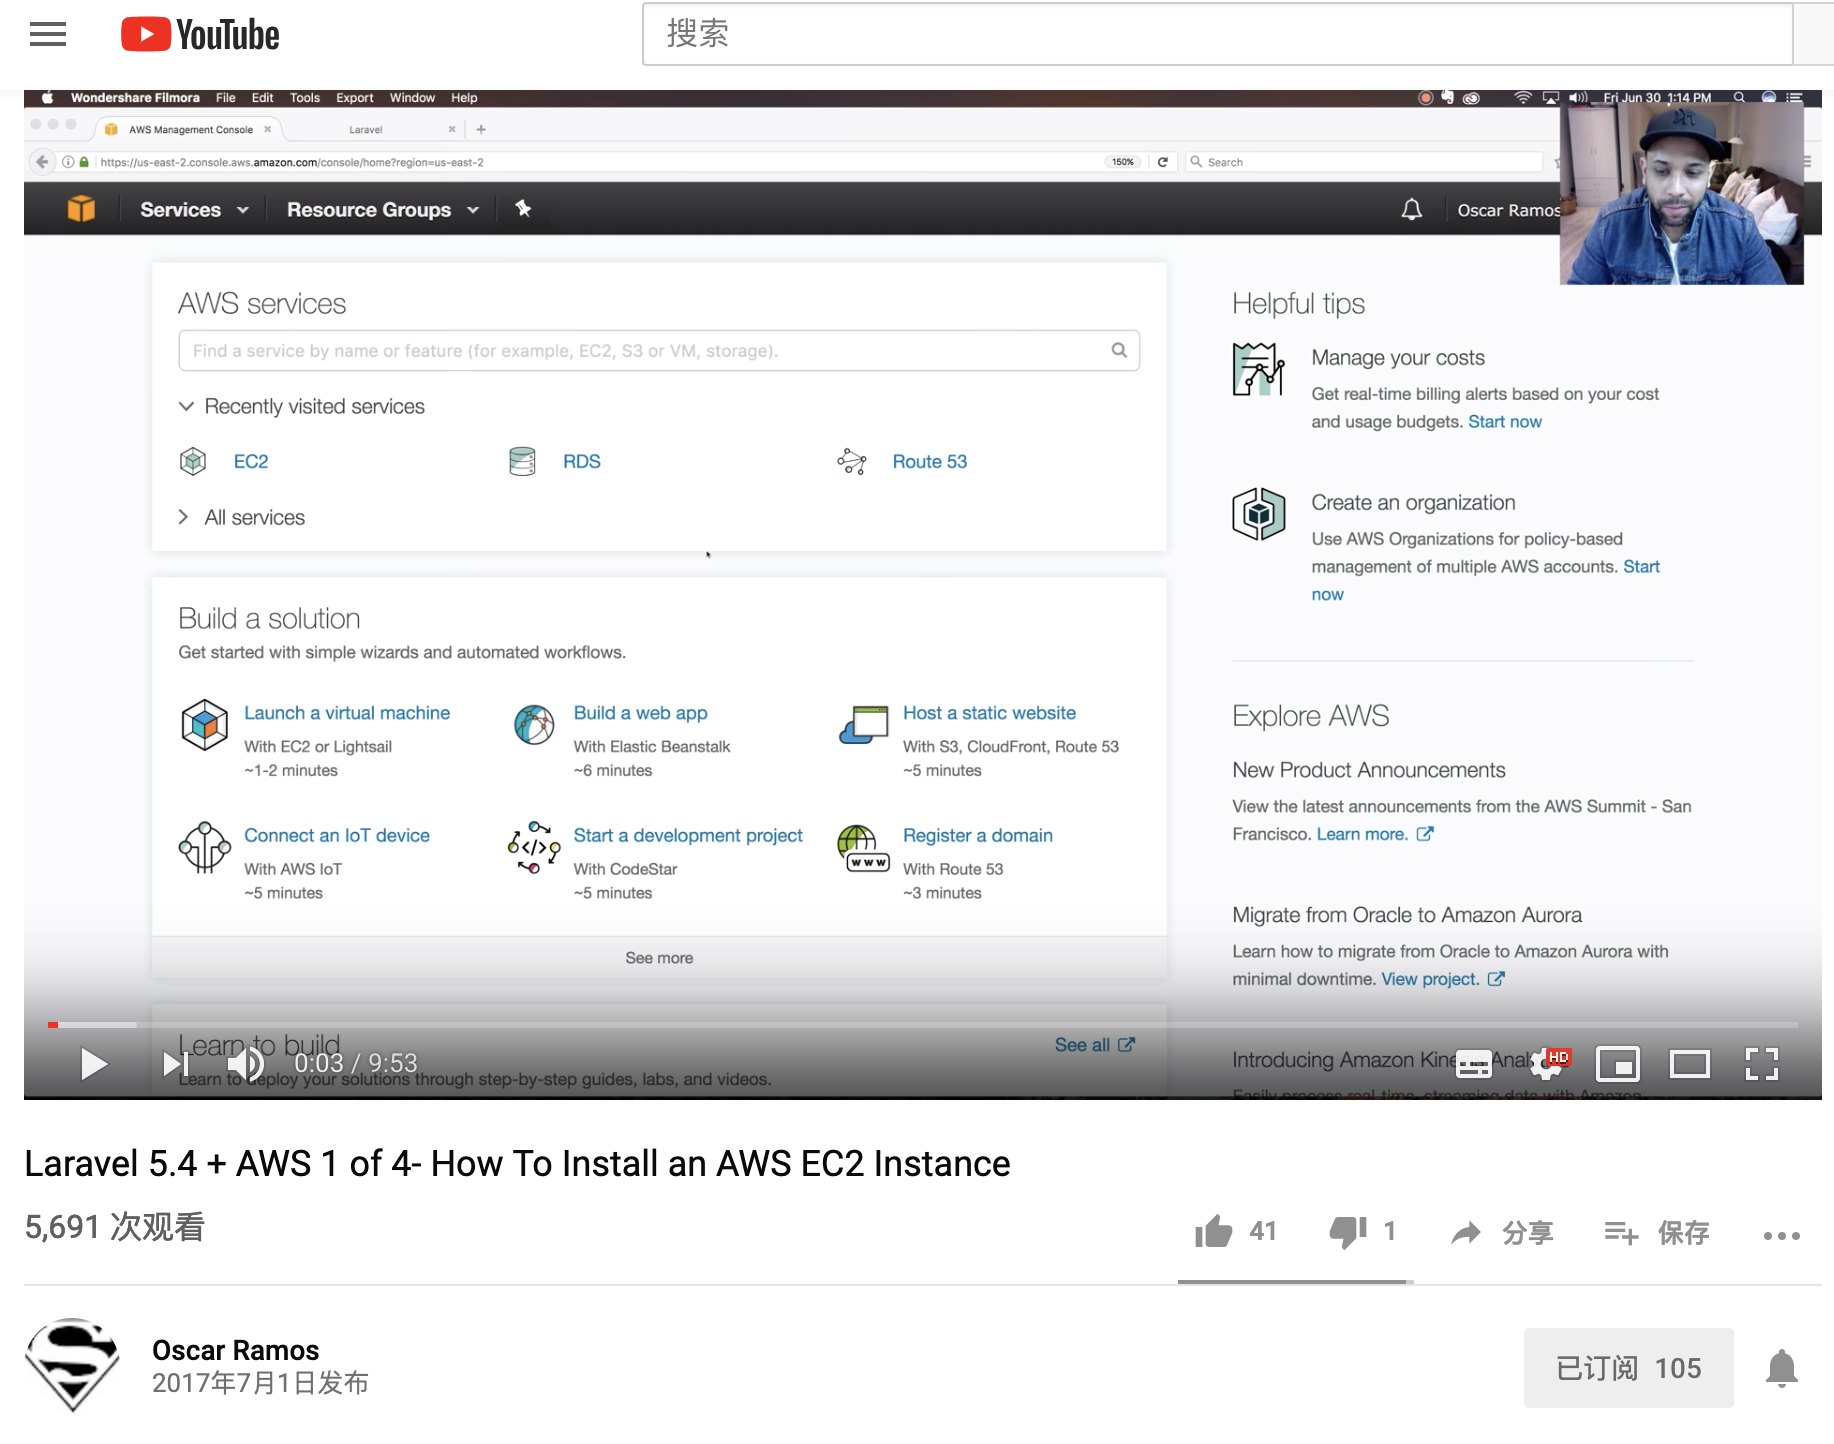 YouTube
搜索
Wondershare Filmora File Edit Tools Export Window Help
Fri Jun 30 1:14 PM
AWS Management Console
Laravel
https://us-east-2.console.aws.amazon.com/console/home?region=us-east-2
150%
Search
Services
Resource Groups
Oscar Ramos
AWS services
Find a service by name or feature (for example, EC2, S3 or VM, storage).
Recently visited services
EC2
RDS
Route 53
All services
Build a solution
Get started with simple wizards and automated workflows.
Launch a virtual machine
With EC2 or Lightsail
~1-2 minutes
Build a web app
With Elastic Beanstalk
~6 minutes
Host a static website
With S3, CloudFront, Route 53
~5 minutes
Connect an IoT device
With AWS IoT
~5 minutes
Start a development project
With CodeStar
~5 minutes
Register a domain
With Route 53
~3 minutes
www
See more
Learn to build
See all
Learn to deploy your solutions through step-by-step guides, labs, and videos.
Helpful tips
Manage your costs
Get real-time billing alerts based on your cost
and usage budgets. Start now
Create an organization
Use AWS Organizations for policy-based
management of multiple AWS accounts. Start
now
Explore AWS
New Product Announcements
View the latest announcements from the AWS Summit - San
Francisco. Learn more.
Migrate from Oracle to Amazon Aurora
Learn how to migrate from Oracle to Amazon Aurora with
minimal downtime. View project.
Introducing Amazon
Easily process real-time, streaming data with Amazon
0:03 / 9:53
HD
Laravel 5.4 + AWS 1 of 4- How To Install an AWS EC2 Instance
5,691 次观看
41
1
分享
保存
Oscar Ramos
2017年7月1日发布
已订阅 105